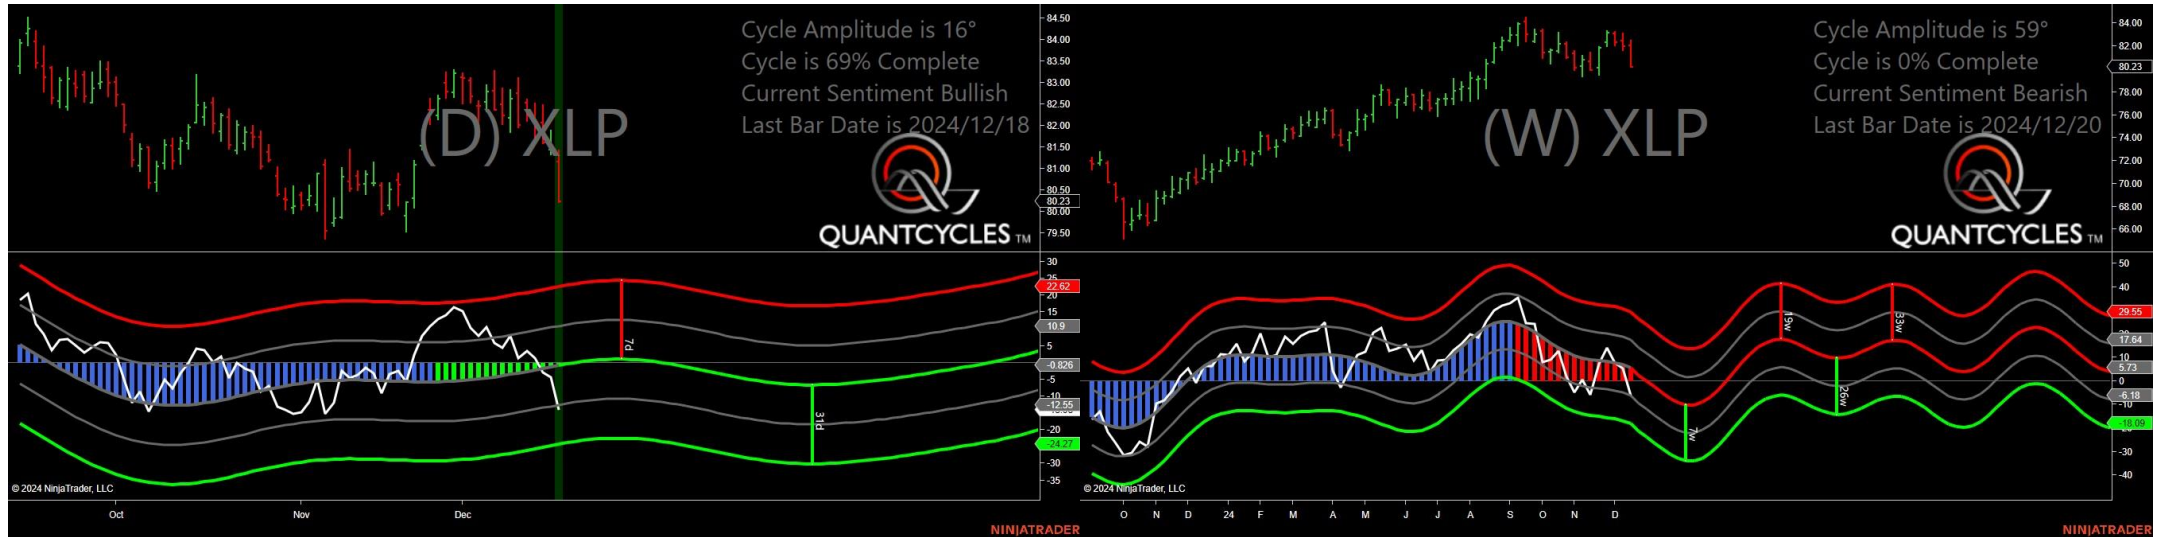 Cycle Amplitude is 16°
Cycle is 69% Complete
Current Sentiment Bullish
Last Bar Date is 2024/12/18
(D) XLP
QUANTCYCLES TM
84.50
84.00
83.50
83.00
82.50
82.00
81.50
81.00
80.50
80.23
80.00
79.50
30
25
22.62
20
15
10.9
5
-0.826
-5
-10
-12.55
-20
-24.27
-30
-35
7d
31d
© 2024 NinjaTrader, LLC
Oct
Nov
Dec
NINJATRADER
Cycle Amplitude is 59°
Cycle is 0% Complete
Current Sentiment Bearish
Last Bar Date is 2024/12/20
(W) XLP
QUANTCYCLES TM
84.00
82.00
80.23
78.00
76.00
74.00
72.00
70.00
68.00
66.00
50
40
29.55
17.64
10
5.73
0
-6.18
-10
-18.09
-30
-40
7w
19w
26w
33w
© 2024 NinjaTrader, LLC
O
N
D
24
F
M
A
M
J
J
A
S
O
N
D
NINJATRADER